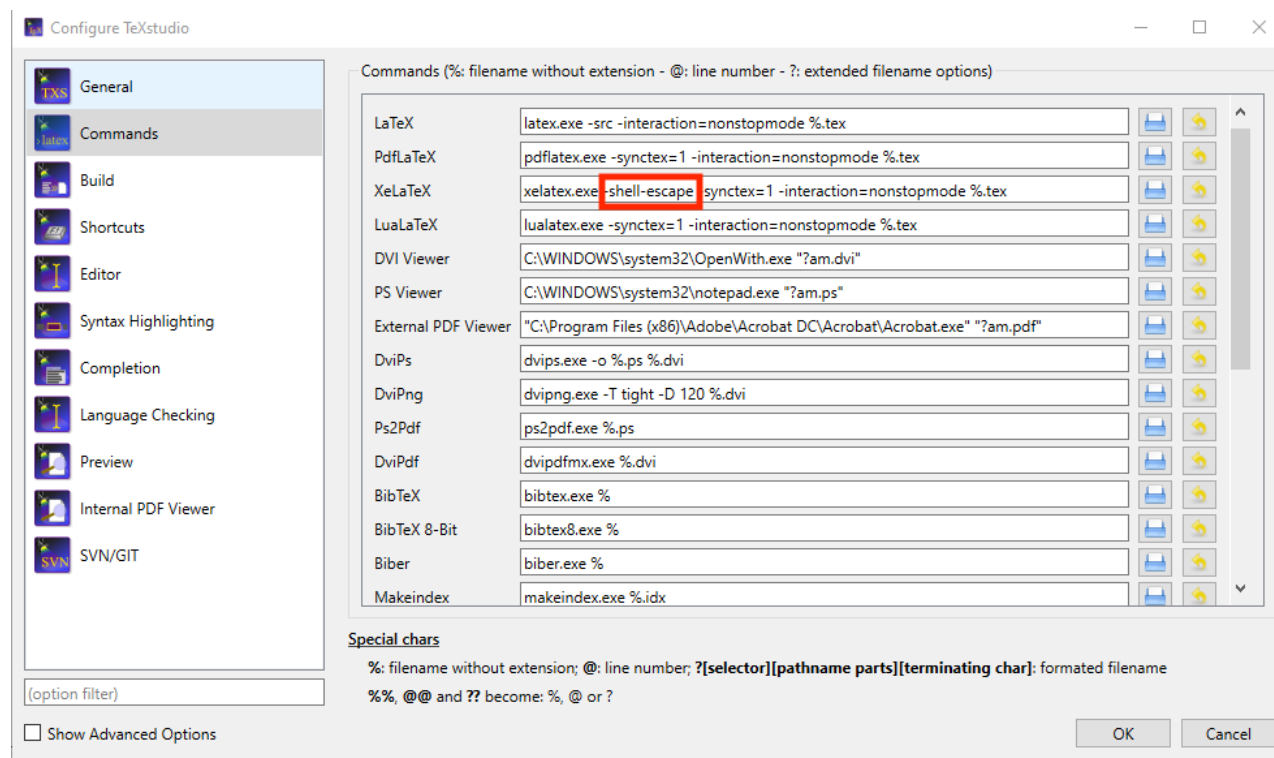 Configure TeXstudio
General
Commands
Build
Shortcuts
Editor
Syntax Highlighting
Completion
Language Checking
Preview
Internal PDF Viewer
SVN/GIT
(option filter)
Show Advanced Options
Commands (%: filename without extension - @: line number - ?: extended filename options)
LaTeX latex.exe -src -interaction=nonstopmode %.tex
PdfLaTeX pdflatex.exe -synctex=1 -interaction=nonstopmode %.tex
XeLaTeX xelatex.exe -shell-escape -synctex=1 -interaction=nonstopmode %.tex
LuaLaTeX lualatex.exe -synctex=1 -interaction=nonstopmode %.tex
DVI Viewer C:\WINDOWS\system32\OpenWith.exe "?am.dvi"
PS Viewer C:\WINDOWS\system32\notepad.exe "?am.ps"
External PDF Viewer "C:\Program Files (x86)\Adobe\Acrobat DC\Acrobat\Acrobat.exe" "?am.pdf"
DviPs dvips.exe -o %.ps %.dvi
DviPng dvipng.exe -T tight -D 120 %.dvi
Ps2Pdf ps2pdf.exe %.ps
DviPdf dvipdfmx.exe %.dvi
BibTeX bibtex.exe %
BibTeX 8-Bit bibtex8.exe %
Biber biber.exe %
Makeindex makeindex.exe %.idx
Special chars
%: filename without extension; @: line number; ?[selector][pathname parts][terminating char]: formated filename
%%, @@ and ?? become: %, @ or ?
OK Cancel